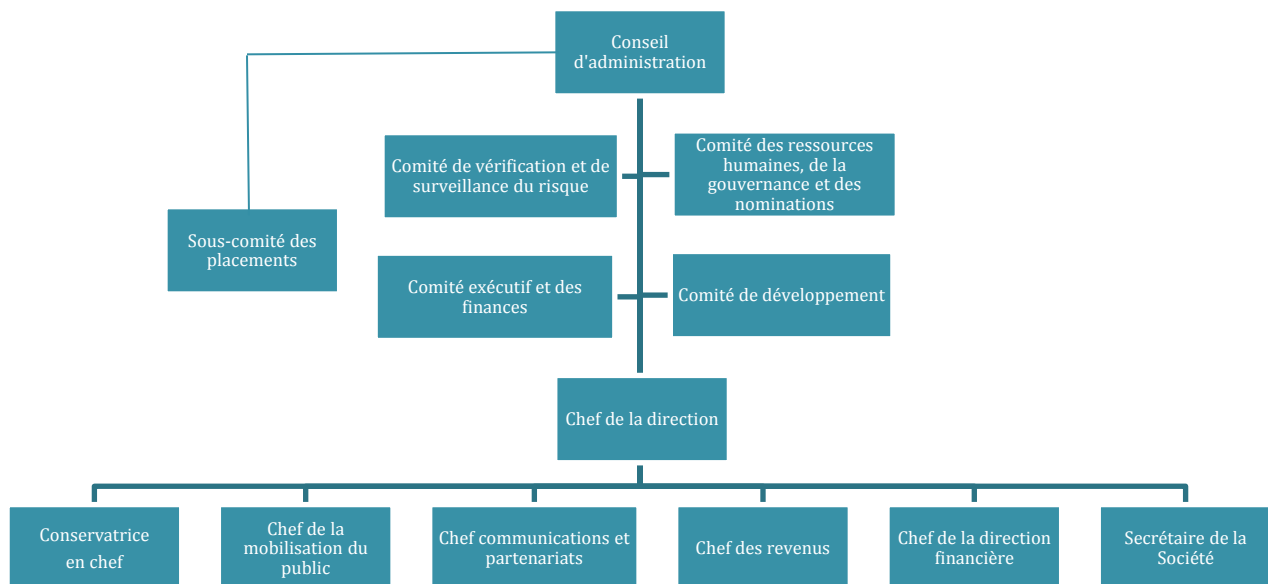 Conseil
d'administration
Comité de vérification et de
surveillance du risque
Comité des ressources
humaines, de la
gouvernance et des
nominations
Sous-comité des
placements
Comité exécutif et des
finances
Comité de développement
Chef de la direction
Conservatrice
en chef
Chef de la
mobilisation du
public
Chef communications et
partenariats
Chef des revenus
Chef de la direction
financière
Secrétaire de la
Société